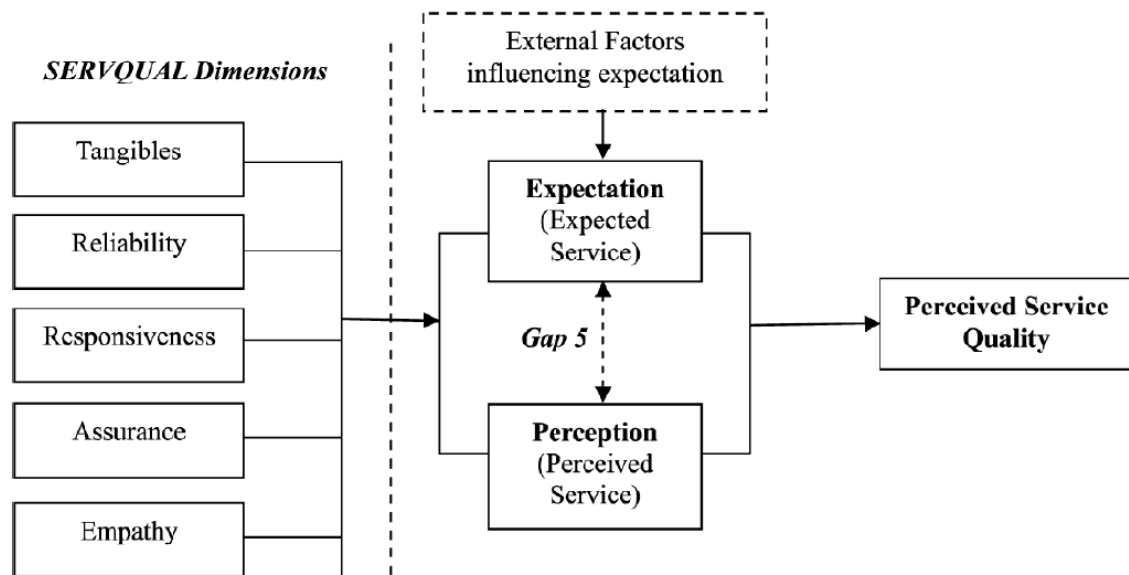 External Factors
influencing expectation
SERVQUAL Dimensions
Tangibles
Reliability
Responsiveness
Assurance
Empathy
Expectation
(Expected
Service)
Gap 5
Perception
(Perceived
Service)
Perceived Service
Quality